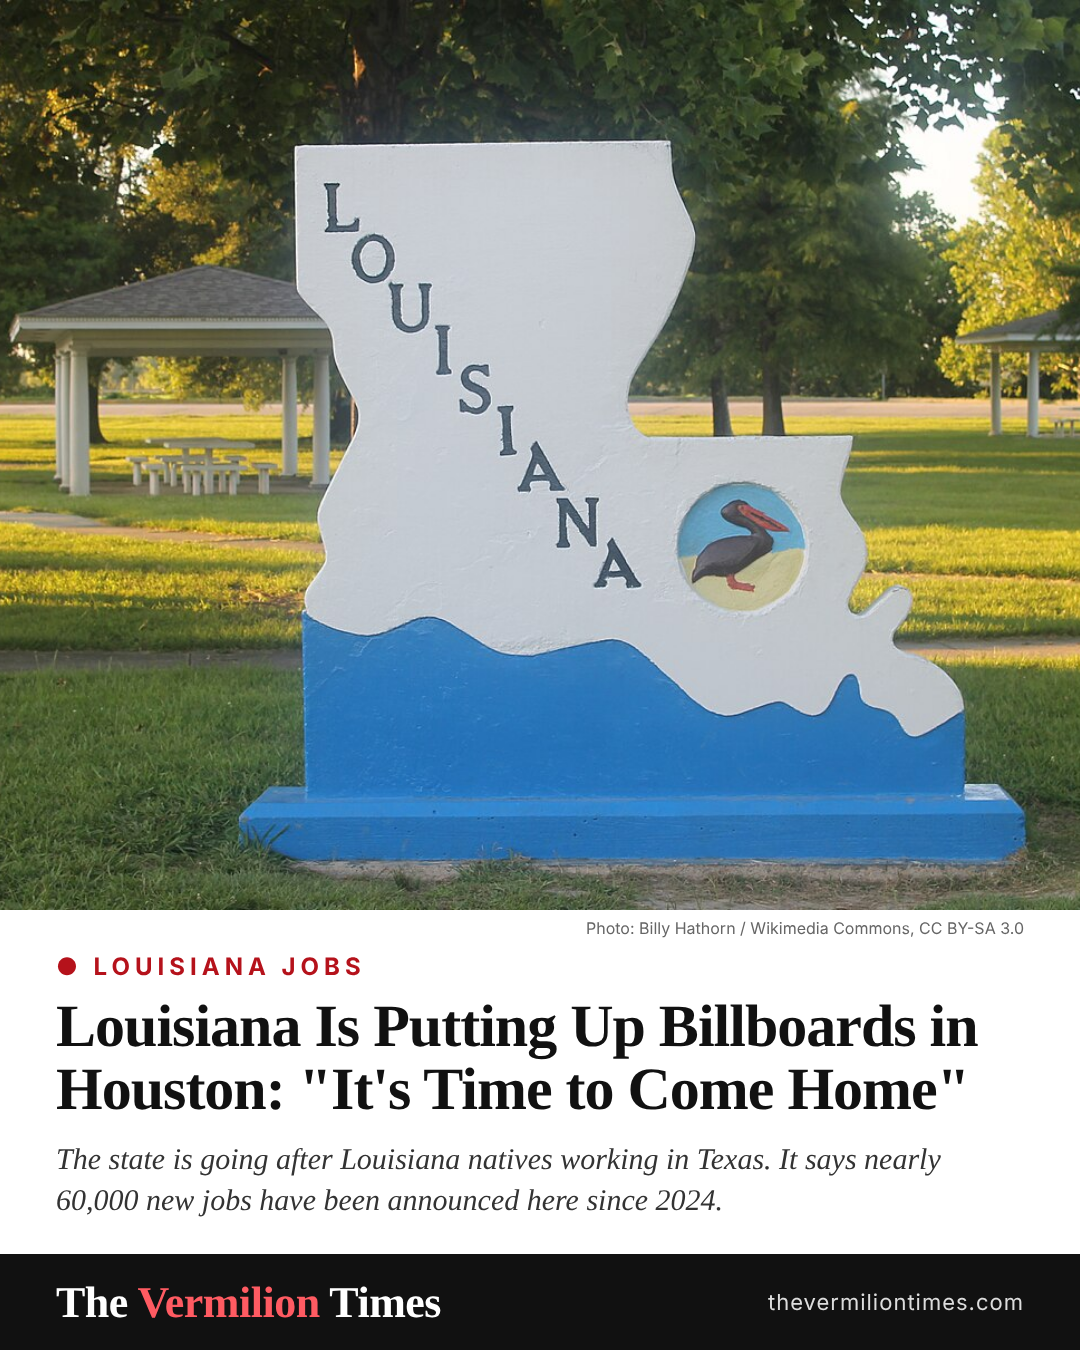 LOUISIANA
Photo: Billy Hathorn / Wikimedia Commons, CC BY-SA 3.0
LOUISIANA JOBS
Louisiana Is Putting Up Billboards in
Houston: "It's Time to Come Home"
The state is going after Louisiana natives working in Texas. It says nearly
60,000 new jobs have been announced here since 2024.
The Vermilion Times
thevermiliontimes.com